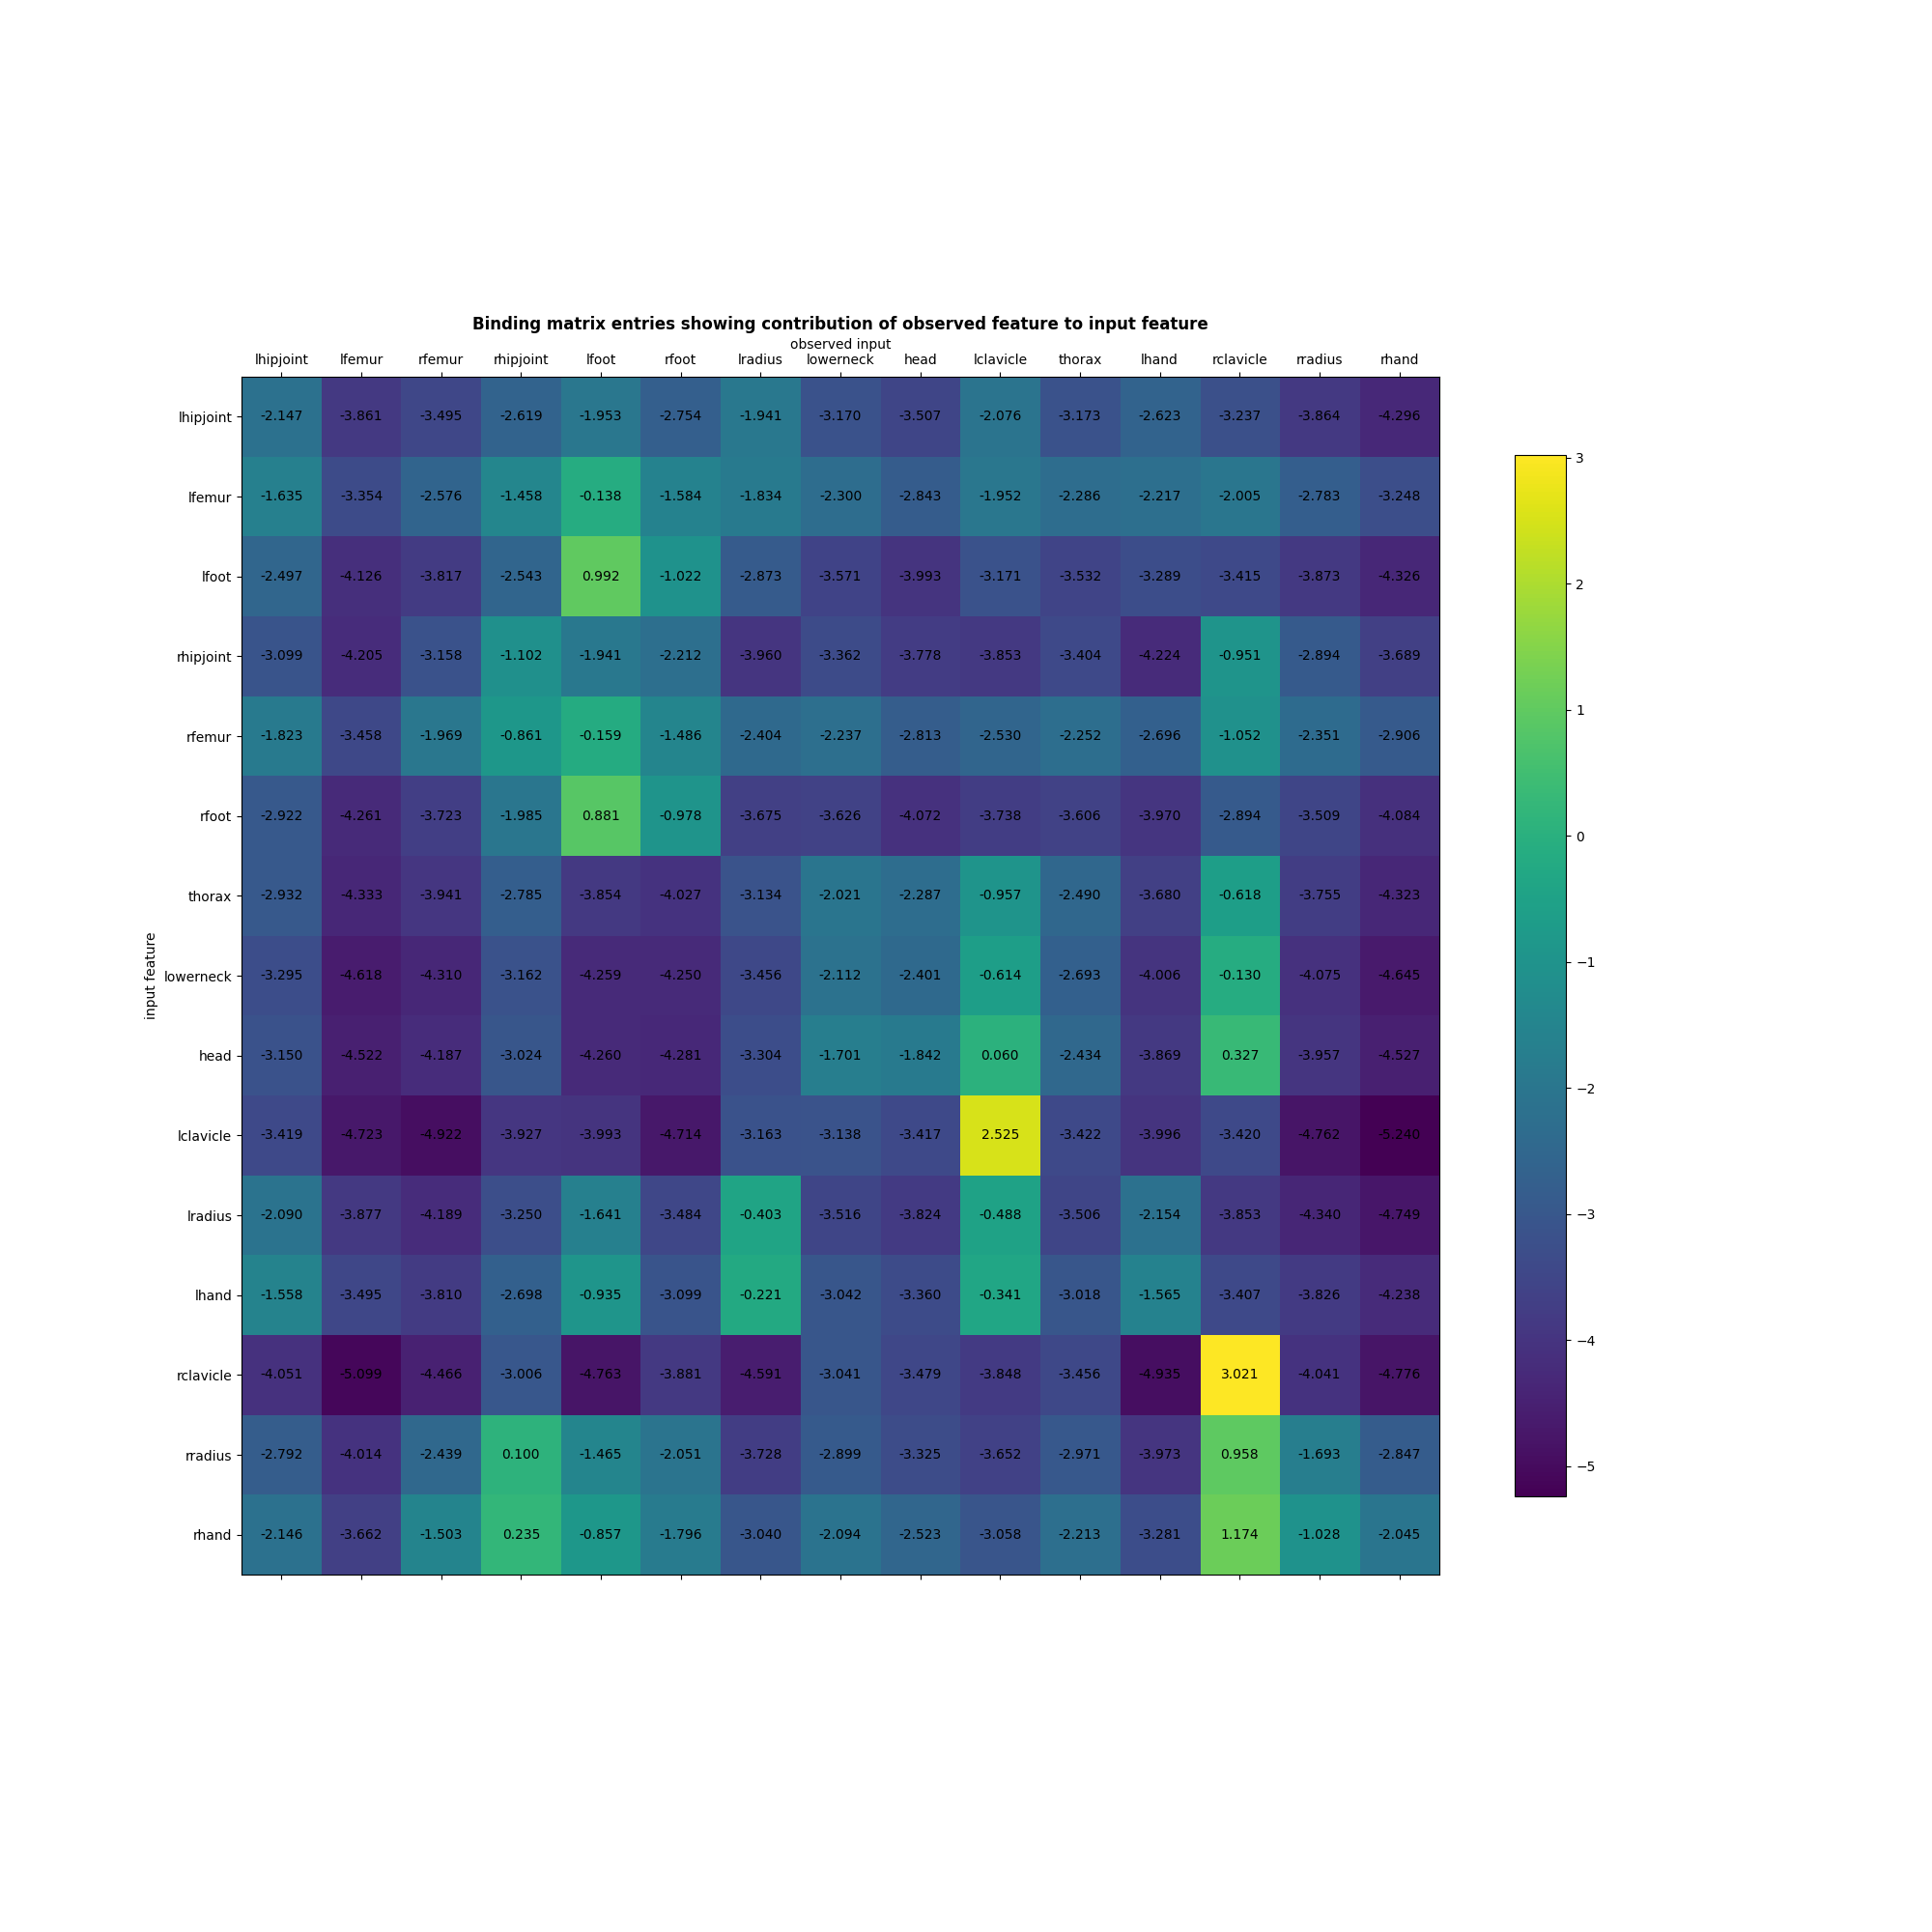 Binding matrix entries showing contribution of observed feature to input feature
observed input
lhipjoint lfemur rfemur rhipjoint lfoot rfoot lradius lowerneck head lclavicle thorax lhand rclavicle rradius rhand
lhipjoint -2.147 -3.861 -3.495 -2.619 -1.953 -2.754 -1.941 -3.170 -3.507 -2.076 -3.173 -2.623 -3.237 -3.864 -4.296
lfemur -1.635 -3.354 -2.576 -1.458 -0.138 -1.584 -1.834 -2.300 -2.843 -1.952 -2.286 -2.217 -2.005 -2.783 -3.248
lfoot -2.497 -4.126 -3.817 -2.543 0.992 -1.022 -2.873 -3.571 -3.993 -3.171 -3.532 -3.289 -3.415 -3.873 -4.326
rhipjoint -3.099 -4.205 -3.158 -1.102 -1.941 -2.212 -3.960 -3.362 -3.778 -3.853 -3.404 -4.224 -0.951 -2.894 -3.689
rfemur -1.823 -3.458 -1.969 -0.861 -0.159 -1.486 -2.404 -2.237 -2.813 -2.530 -2.252 -2.696 -1.052 -2.351 -2.906
rfoot -2.922 -4.261 -3.723 -1.985 0.881 -0.978 -3.675 -3.626 -4.072 -3.738 -3.606 -3.970 -2.894 -3.509 -4.084
thorax -2.932 -4.333 -3.941 -2.785 -3.854 -4.027 -3.134 -2.021 -2.287 -0.957 -2.490 -3.680 -0.618 -3.755 -4.323
lowerneck -3.295 -4.618 -4.310 -3.162 -4.259 -4.250 -3.456 -2.112 -2.401 -0.614 -2.693 -4.006 -0.130 -4.075 -4.645
head -3.150 -4.522 -4.187 -3.024 -4.260 -4.281 -3.304 -1.701 -1.842 0.060 -2.434 -3.869 0.327 -3.957 -4.527
lclavicle -3.419 -4.723 -4.922 -3.927 -3.993 -4.714 -3.163 -3.138 -3.417 2.525 -3.422 -3.996 -3.420 -4.762 -5.240
lradius -2.090 -3.877 -4.189 -3.250 -1.641 -3.484 -0.403 -3.516 -3.824 -0.488 -3.506 -2.154 -3.853 -4.340 -4.749
lhand -1.558 -3.495 -3.810 -2.698 -0.935 -3.099 -0.221 -3.042 -3.360 -0.341 -3.018 -1.565 -3.407 -3.826 -4.238
rclavicle -4.051 -5.099 -4.466 -3.006 -4.763 -3.881 -4.591 -3.041 -3.479 -3.848 -3.456 -4.935 3.021 -4.041 -4.776
rradius -2.792 -4.014 -2.439 0.100 -1.465 -2.051 -3.728 -2.899 -3.325 -3.652 -2.971 -3.973 0.958 -1.693 -2.847
rhand -2.146 -3.662 -1.503 0.235 -0.857 -1.796 -3.040 -2.094 -2.523 -3.058 -2.213 -3.281 1.174 -1.028 -2.045
input feature
3
2
1
0
−1
−2
−3
−4
−5